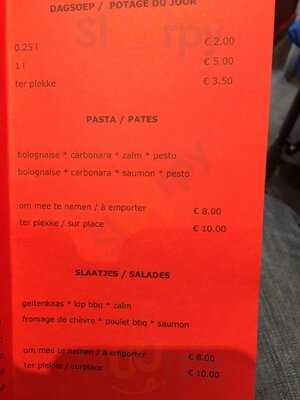 DAGSOEP / POTAGE DU JOUR
0.25 l € 2.00
1 l € 5.00
ter plekke € 3.50
PASTA / PATES
bolognaise * carbonara * zalm * pesto
bolognaise * carbonara * saumon * pesto
om mee te nemen / à emporter € 8.00
ter plekke / sur place € 10.00
SLAATJES / SALADES
geitenkaas * kip bbq * zalm
fromage de chèvre * poulet bbq * saumon
om mee te nemen / à emporter € 8.00
ter plekke / surplace € 10.00